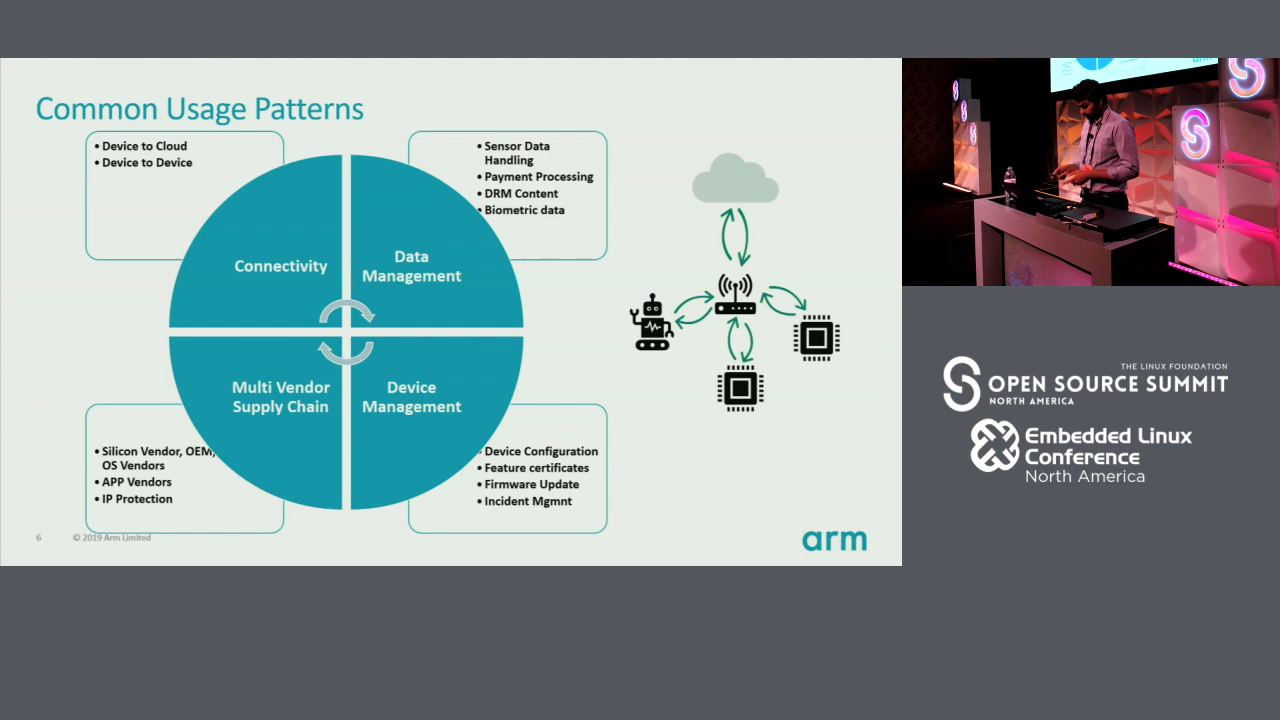 Common Usage Patterns
• Device to Cloud
• Device to Device
• Sensor Data
Handling
• Payment Processing
• DRM Content
• Biometric data
Connectivity
Data
Management
Multi Vendor
Supply Chain
Device
Management
• Silicon Vendor, OEM,
OS Vendors
• APP Vendors
• IP Protection
• Device Configuration
• Feature certificates
• Firmware Update
• Incident Mgmnt
6
© 2019 Arm Limited
arm
THE LINUX FOUNDATION
OPEN SOURCE SUMMIT
NORTH AMERICA
Embedded Linux
Conference
North America